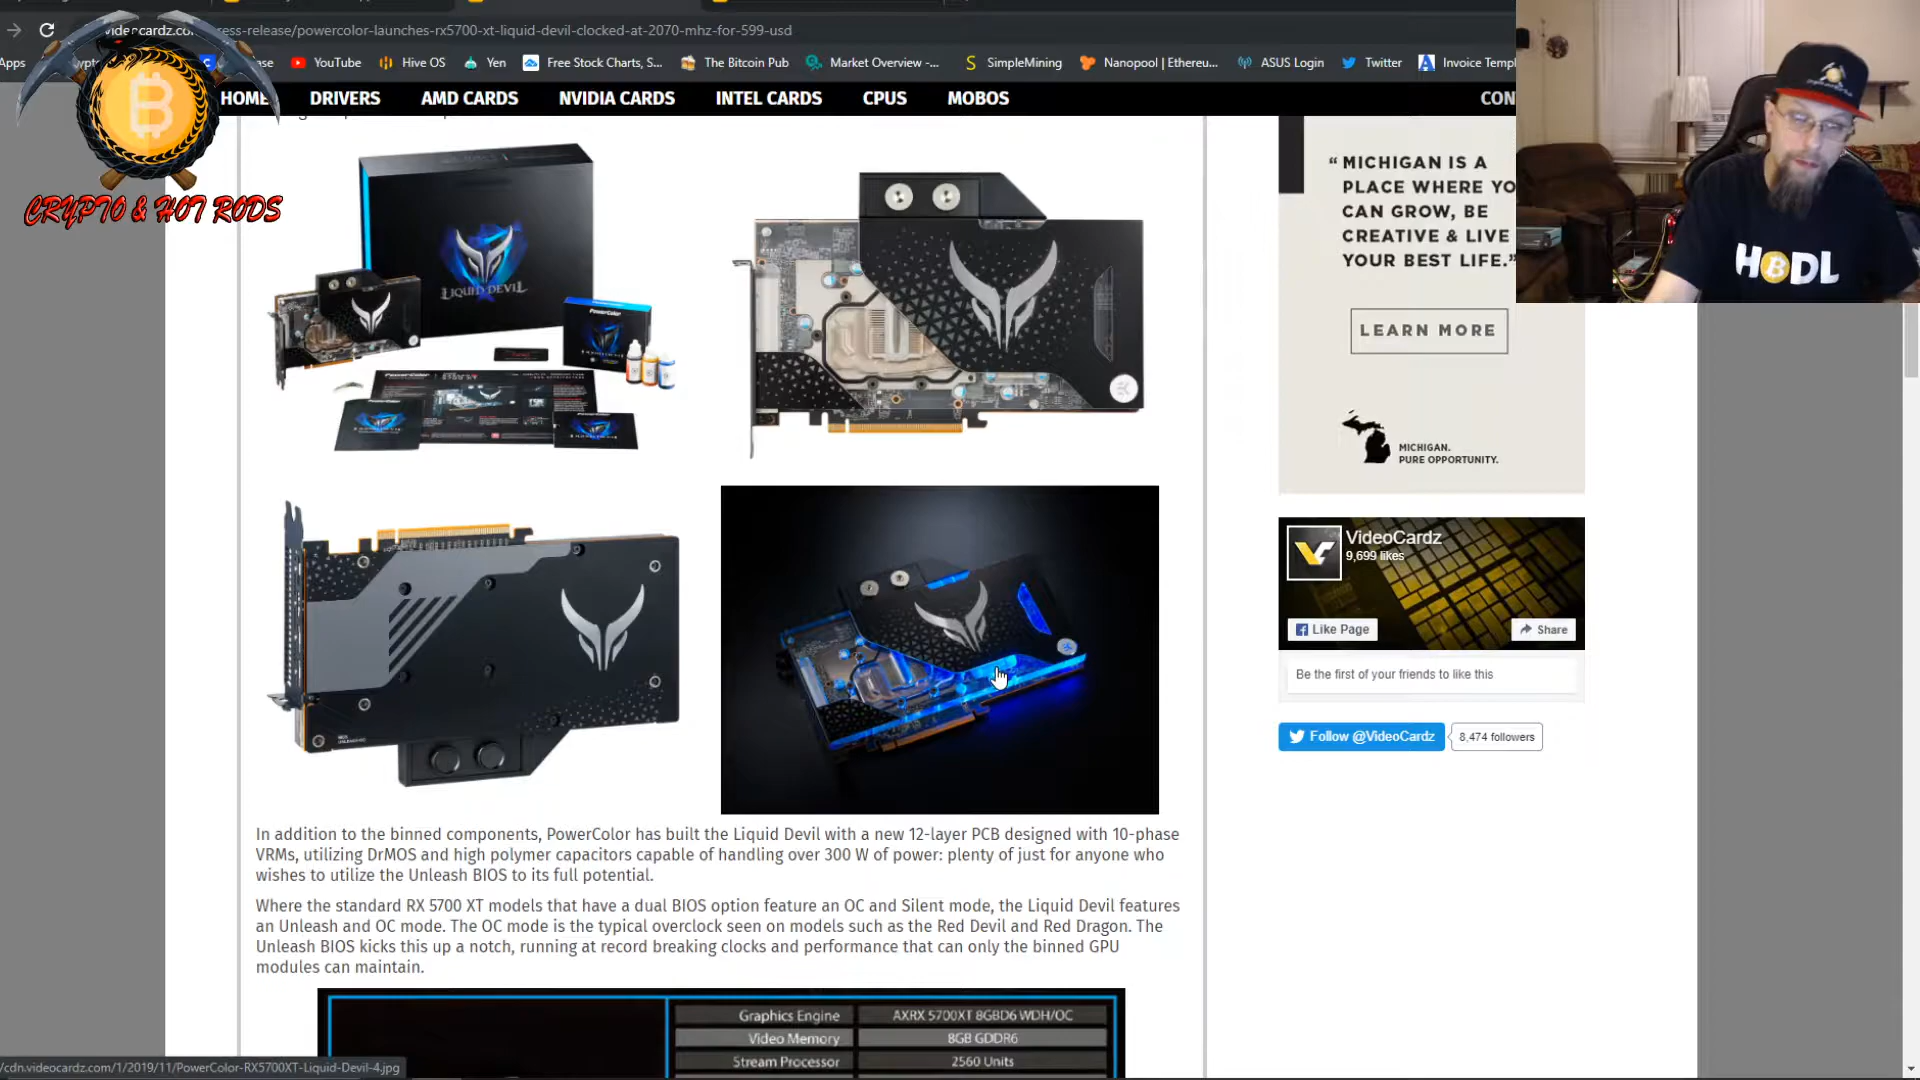 videocardz.co ress-release/powercolor-launches-rx5700-xt-liquid-devil-clocked-at-2070-mhz-for-599-usd
Apps
YouTube
Hive OS
Yen
Free Stock Charts, S...
The Bitcoin Pub
Market Overview -...
SimpleMining
Nanopool | Ethereu...
ASUS Login
Twitter
Invoice Templ
HOME
DRIVERS
AMD CARDS
NVIDIA CARDS
INTEL CARDS
CPUS
MOBOS
CON
CRYPTO & HOT RODS
LIQUID DEVIL
PowerColor
“ MICHIGAN IS A
PLACE WHERE YO
CAN GROW, BE
CREATIVE & LIVE
YOUR BEST LIFE.”
LEARN MORE
MICHIGAN.
PURE OPPORTUNITY.
HODL
VideoCardz
9,699 likes
Like Page
Share
Be the first of your friends to like this
Follow @VideoCardz
8,474 followers
In addition to the binned components, PowerColor has built the Liquid Devil with a new 12-layer PCB designed with 10-phase
VRMs, utilizing DrMOS and high polymer capacitors capable of handling over 300 W of power: plenty of just for anyone who
wishes to utilize the Unleash BIOS to its full potential.
Where the standard RX 5700 XT models that have a dual BIOS option feature an OC and Silent mode, the Liquid Devil features
an Unleash and OC mode. The OC mode is the typical overclock seen on models such as the Red Devil and Red Dragon. The
Unleash BIOS kicks this up a notch, running at record breaking clocks and performance that can only the binned GPU
modules can maintain.
Graphics Engine AXRX 5700XT 8GBD6 WDH/OC
Video Memory 8GB GDDR6
Stream Processor 2560 Units
/cdn.videocardz.com/1/2019/11/PowerColor-RX5700XT-Liquid-Devil-4.jpg